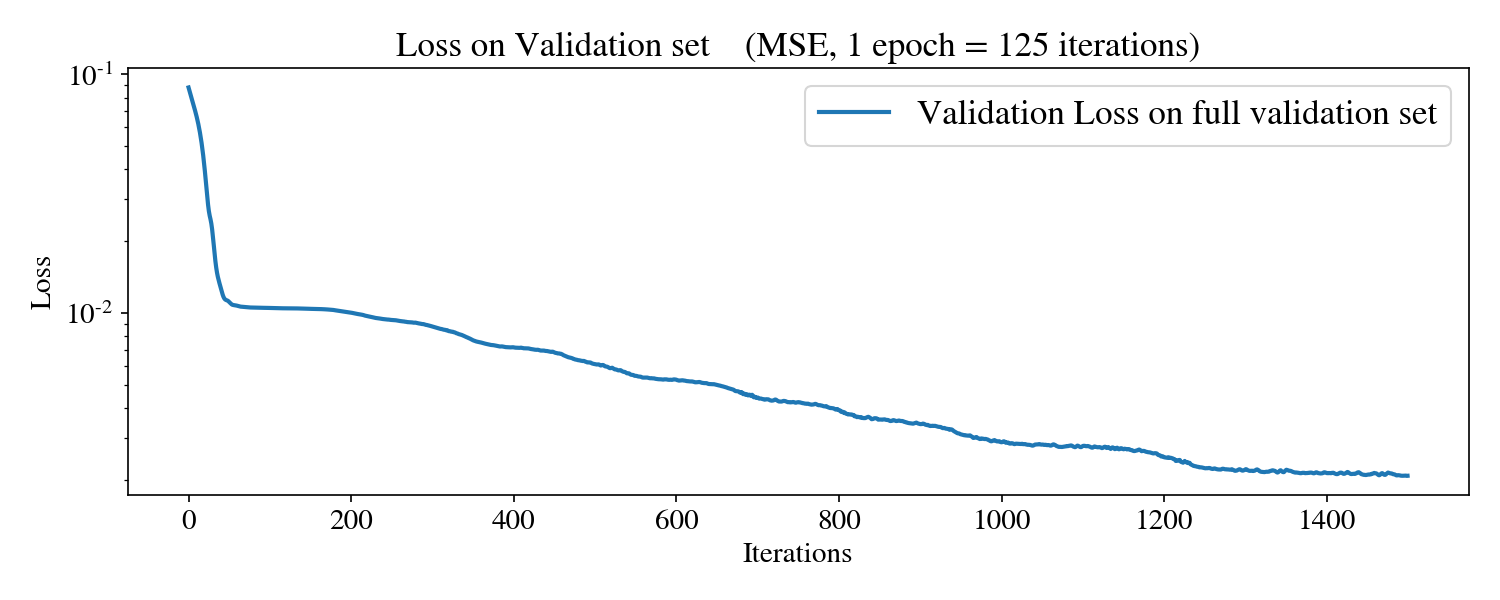 Loss on Validation set (MSE, 1 epoch = 125 iterations)
Validation Loss on full validation set
Loss
10⁻¹
10⁻²
0 200 400 600 800 1000 1200 1400
Iterations